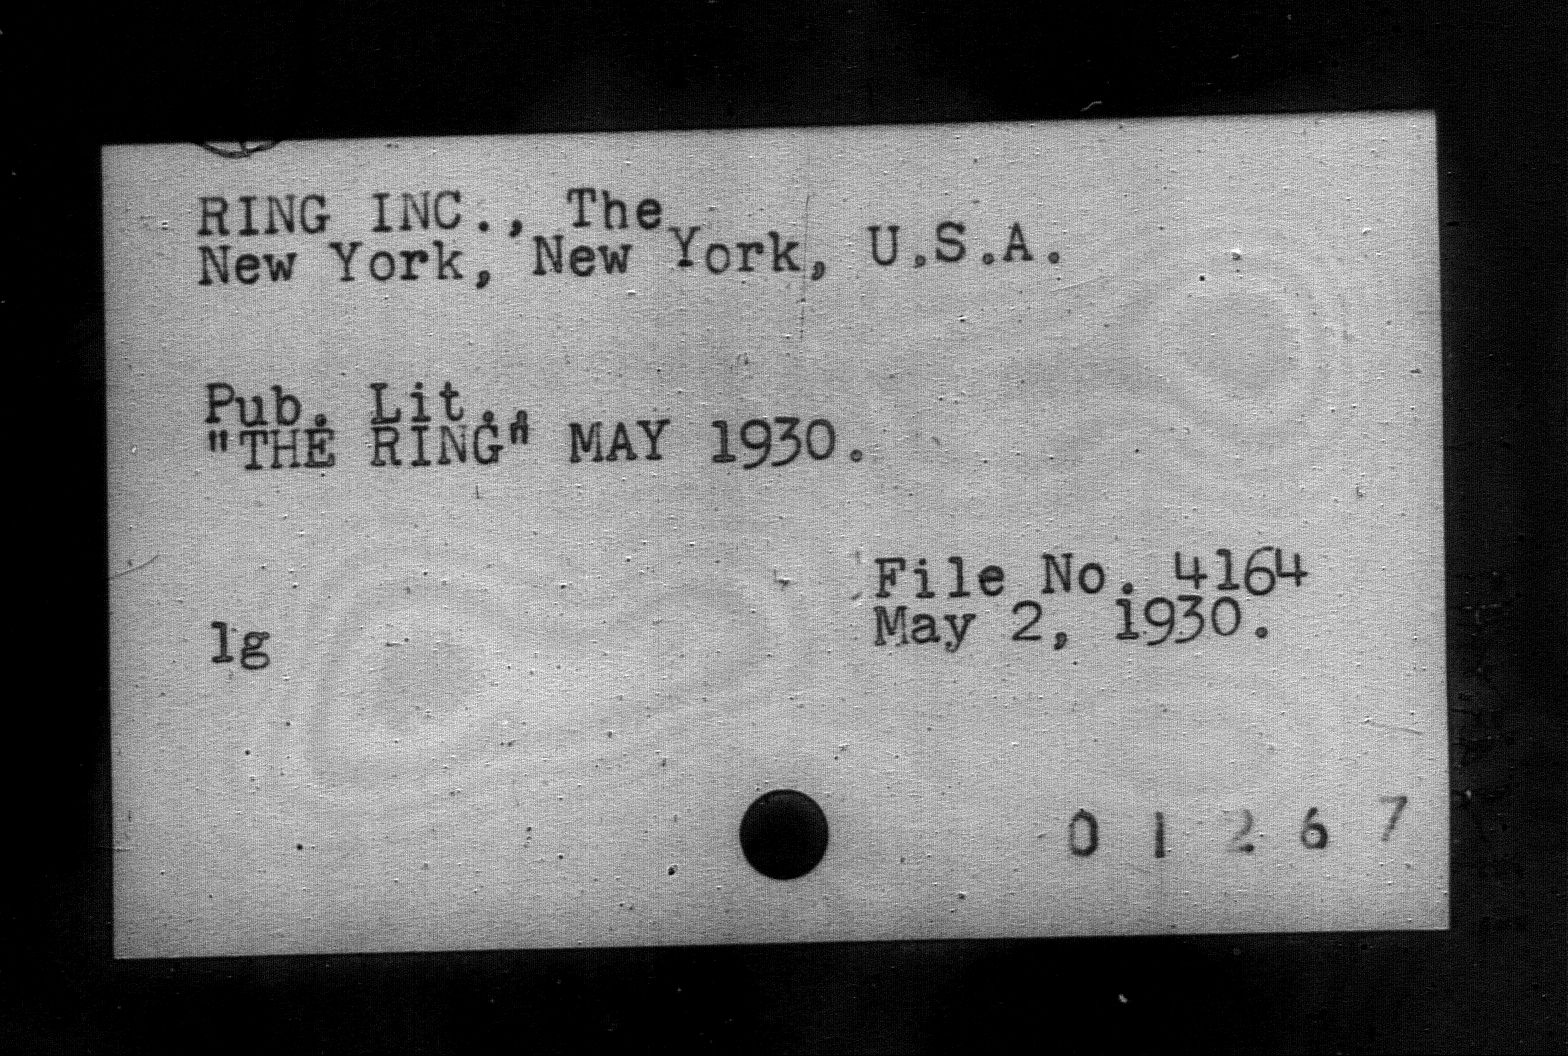 RING INC., The
New York, New York, U.S.A.
Pub. Lit..
"THE RING" MAY 1930.
File No. 4164
May 2, 1930.
lg
0 1 2 6 7